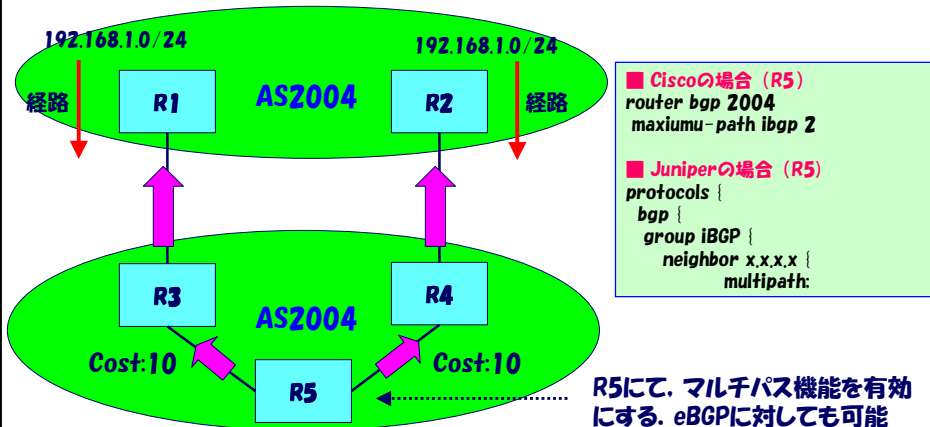 192.168.1.0/24
192.168.1.0/24
経路
R1
AS2004
R2
経路
R3
AS2004
R4
Cost:10
Cost:10
R5
■ Ciscoの場合 (R5)
router bgp 2004
maxiumu-path ibgp 2
■ Juniperの場合 (R5)
protocols {
bgp {
group iBGP {
neighbor x.x.x.x {
multipath:
R5にて, マルチパス機能を有効
にする. eBGPに対しても可能